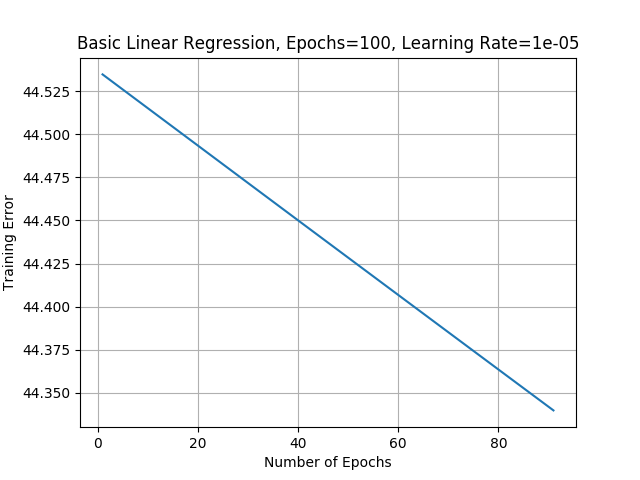 Basic Linear Regression, Epochs=100, Learning Rate=1e-05
Training Error
44.525
44.500
44.475
44.450
44.425
44.400
44.375
44.350
0 20 40 60 80
Number of Epochs